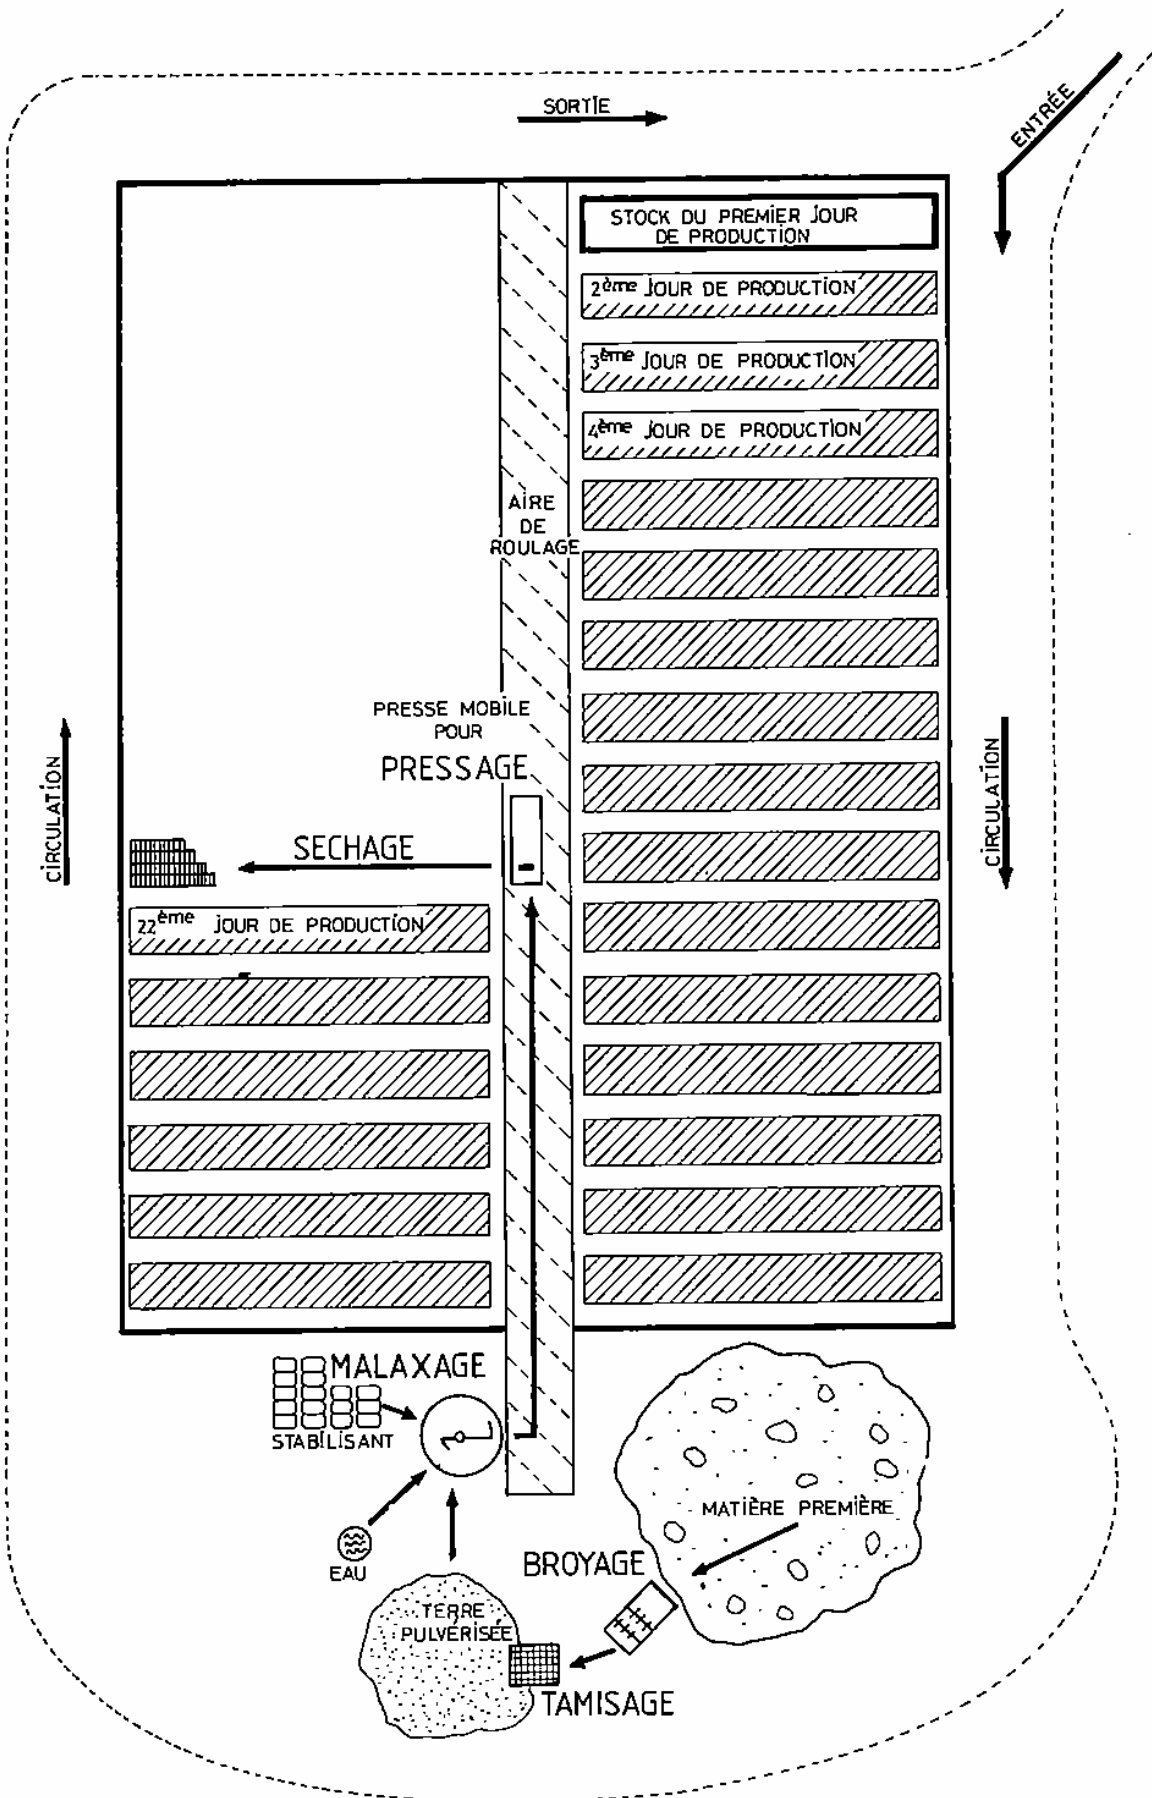 SORTIE
ENTRÉE
STOCK DU PREMIER JOUR
DE PRODUCTION
2ème JOUR DE PRODUCTION
3ème JOUR DE PRODUCTION
4ème JOUR DE PRODUCTION
AIRE
DE
ROULAGE
PRESSE MOBILE
POUR
PRESSAGE
CIRCULATION
CIRCULATION
SECHAGE
22ème JOUR DE PRODUCTION
MALAXAGE
STABILISANT
MATIÈRE PREMIÈRE
BROYAGE
EAU
TERRE
PULVÉRISÉE
TAMISAGE